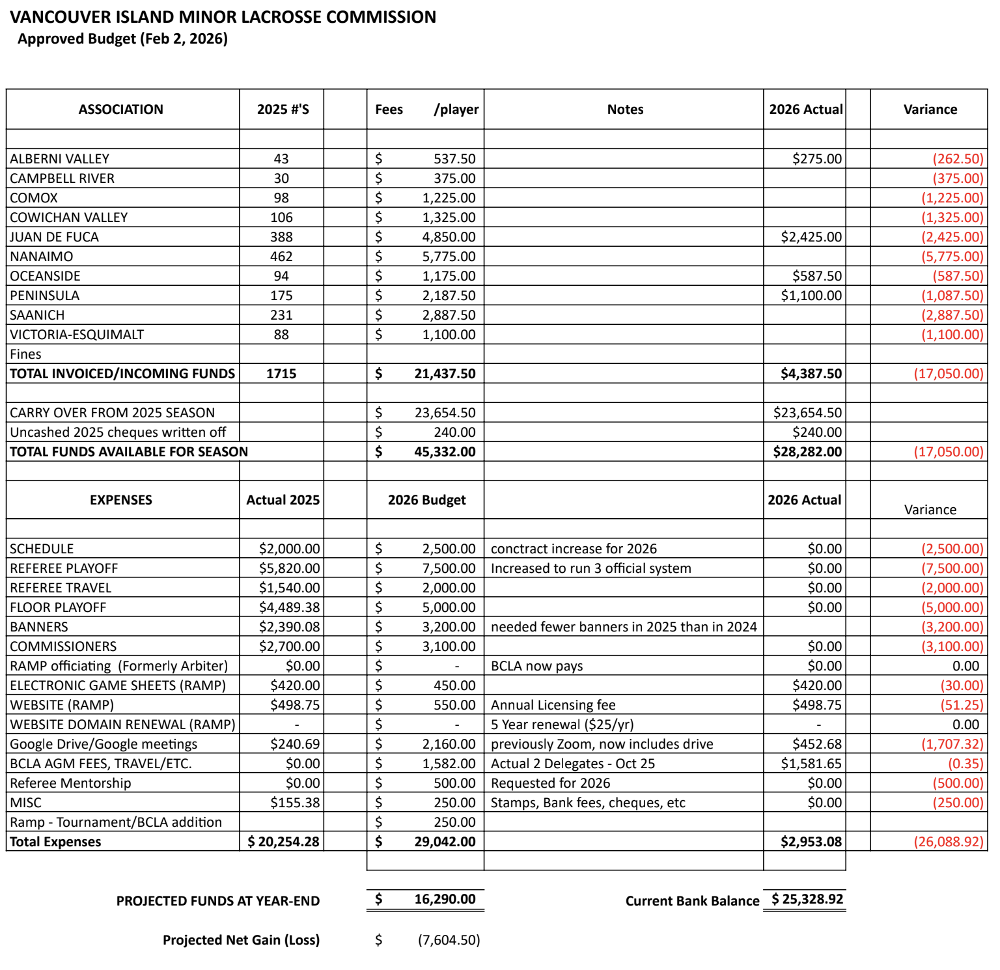 VANCOUVER ISLAND MINOR LACROSSE COMMISSION
Approved Budget (Feb 2, 2026)
ASSOCIATION 2025 #'S Fees /player Notes 2026 Actual Variance
ALBERNI VALLEY 43 $ 537.50 $275.00 (262.50)
CAMPBELL RIVER 30 $ 375.00 (375.00)
COMOX 98 $ 1,225.00 (1,225.00)
COWICHAN VALLEY 106 $ 1,325.00 (1,325.00)
JUAN DE FUCA 388 $ 4,850.00 $2,425.00 (2,425.00)
NANAIMO 462 $ 5,775.00 (5,775.00)
OCEANSIDE 94 $ 1,175.00 $587.50 (587.50)
PENINSULA 175 $ 2,187.50 $1,100.00 (1,087.50)
SAANICH 231 $ 2,887.50 (2,887.50)
VICTORIA-ESQUIMALT 88 $ 1,100.00 (1,100.00)
Fines
TOTAL INVOICED/INCOMING FUNDS 1715 $ 21,437.50 $4,387.50 (17,050.00)
CARRY OVER FROM 2025 SEASON $ 23,654.50 $23,654.50
Uncashed 2025 cheques written off $ 240.00 $240.00
TOTAL FUNDS AVAILABLE FOR SEASON $ 45,332.00 $28,282.00 (17,050.00)
EXPENSES Actual 2025 2026 Budget 2026 Actual Variance
SCHEDULE $2,000.00 $ 2,500.00 conctract increase for 2026 $0.00 (2,500.00)
REFEREE PLAYOFF $5,820.00 $ 7,500.00 Increased to run 3 official system $0.00 (7,500.00)
REFEREE TRAVEL $1,540.00 $ 2,000.00 $0.00 (2,000.00)
FLOOR PLAYOFF $4,489.38 $ 5,000.00 $0.00 (5,000.00)
BANNERS $2,390.08 $ 3,200.00 needed fewer banners in 2025 than in 2024 (3,200.00)
COMMISSIONERS $2,700.00 $ 3,100.00 $0.00 (3,100.00)
RAMP officiating (Formerly Arbiter) $0.00 $ - BCLA now pays $0.00 0.00
ELECTRONIC GAME SHEETS (RAMP) $420.00 $ 450.00 $420.00 (30.00)
WEBSITE (RAMP) $498.75 $ 550.00 Annual Licensing fee $498.75 (51.25)
WEBSITE DOMAIN RENEWAL (RAMP) - $ - 5 Year renewal ($25/yr) - 0.00
Google Drive/Google meetings $240.69 $ 2,160.00 previously Zoom, now includes drive $452.68 (1,707.32)
BCLA AGM FEES, TRAVEL/ETC. $0.00 $ 1,582.00 Actual 2 Delegates - Oct 25 $1,581.65 (0.35)
Referee Mentorship $0.00 $ 500.00 Requested for 2026 $0.00 (500.00)
MISC $155.38 $ 250.00 Stamps, Bank fees, cheques, etc $0.00 (250.00)
Ramp - Tournament/BCLA addition $ 250.00
Total Expenses $ 20,254.28 $ 29,042.00 $2,953.08 (26,088.92)
PROJECTED FUNDS AT YEAR-END $ 16,290.00 Current Bank Balance $ 25,328.92
Projected Net Gain (Loss) $ (7,604.50)